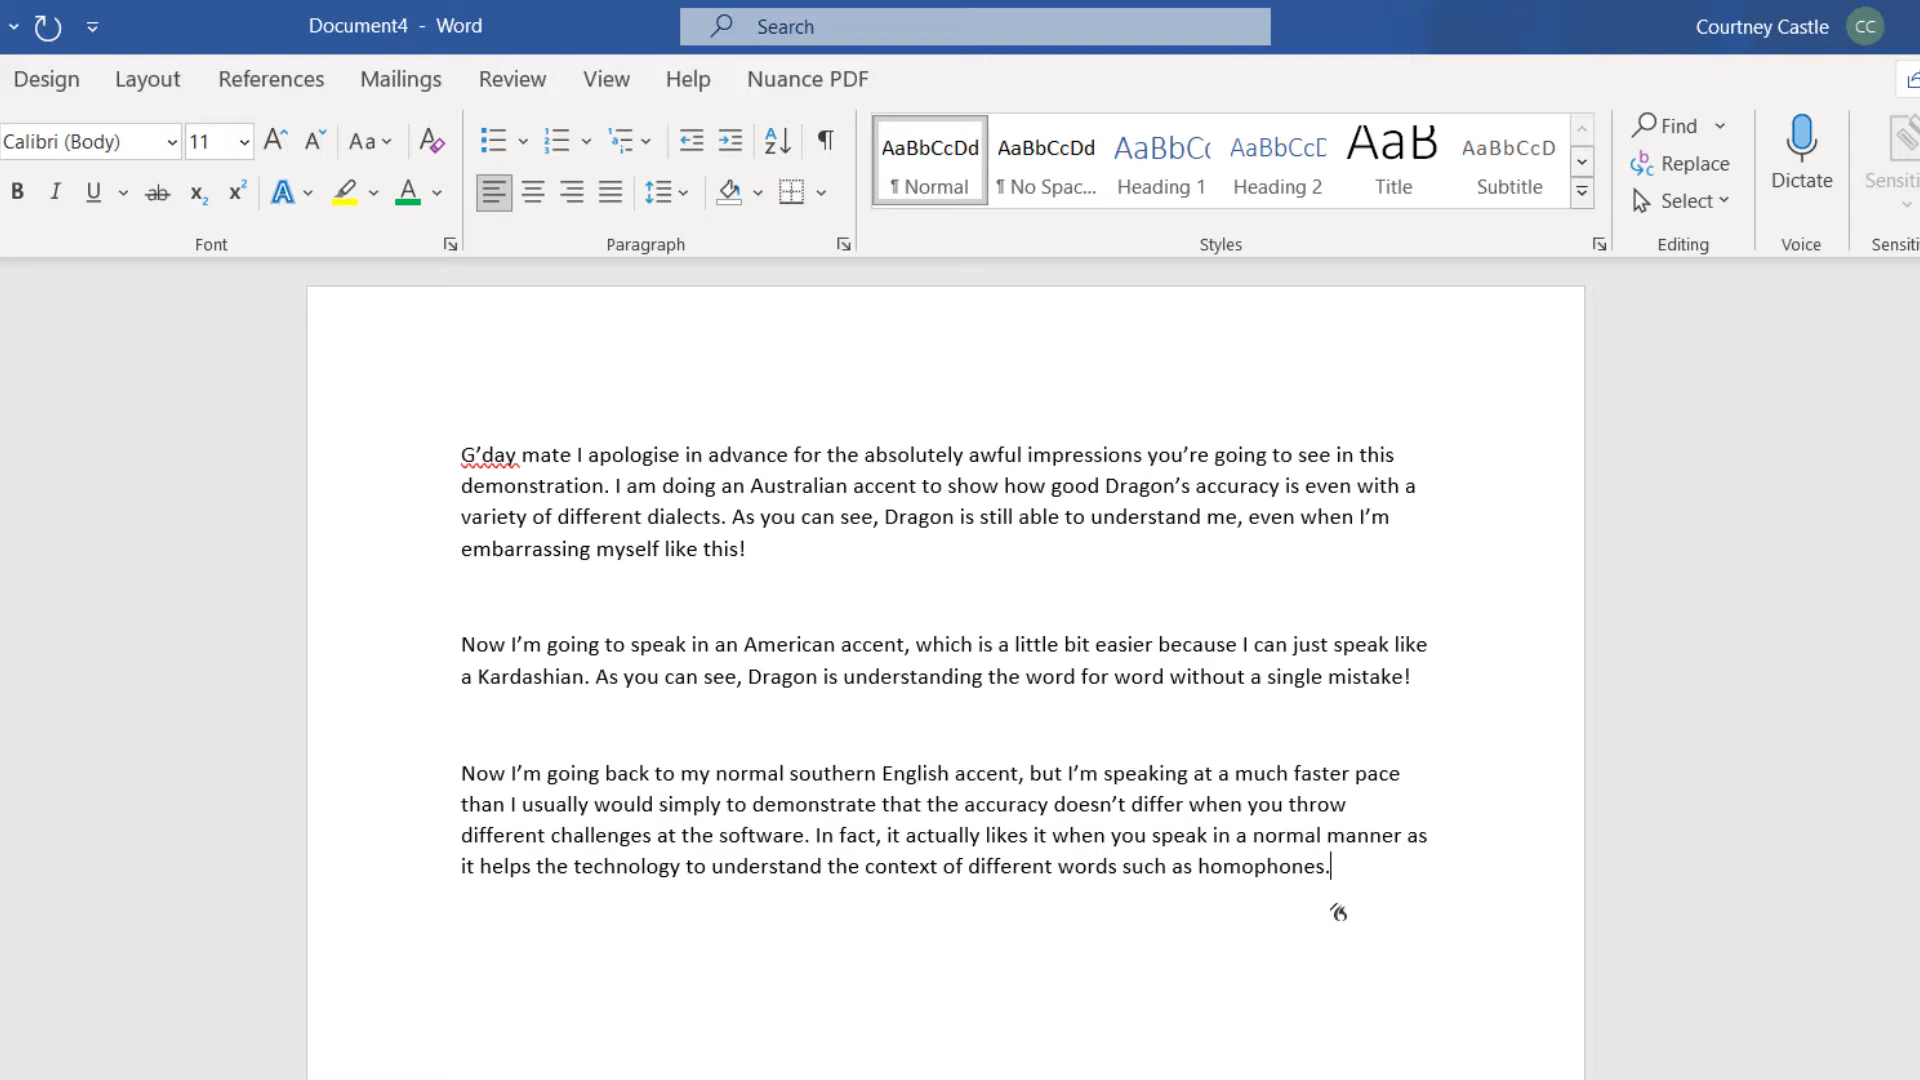 Document4 - Word
Search
Courtney Castle CC
Design Layout References Mailings Review View Help Nuance PDF
Calibri (Body) 11 Aa
AaBbCcDd AaBbCcDd AaBbCc AaBbCcD AaB AaBbCcD
¶ Normal ¶ No Spac... Heading 1 Heading 2 Title Subtitle
Find
Replace
Select
Dictate
Font Paragraph Styles Editing Voice
G’day mate I apologise in advance for the absolutely awful impressions you’re going to see in this
demonstration. I am doing an Australian accent to show how good Dragon’s accuracy is even with a
variety of different dialects. As you can see, Dragon is still able to understand me, even when I’m
embarrassing myself like this!
Now I’m going to speak in an American accent, which is a little bit easier because I can just speak like
a Kardashian. As you can see, Dragon is understanding the word for word without a single mistake!
Now I’m going back to my normal southern English accent, but I’m speaking at a much faster pace
than I usually would simply to demonstrate that the accuracy doesn’t differ when you throw
different challenges at the software. In fact, it actually likes it when you speak in a normal manner as
it helps the technology to understand the context of different words such as homophones.